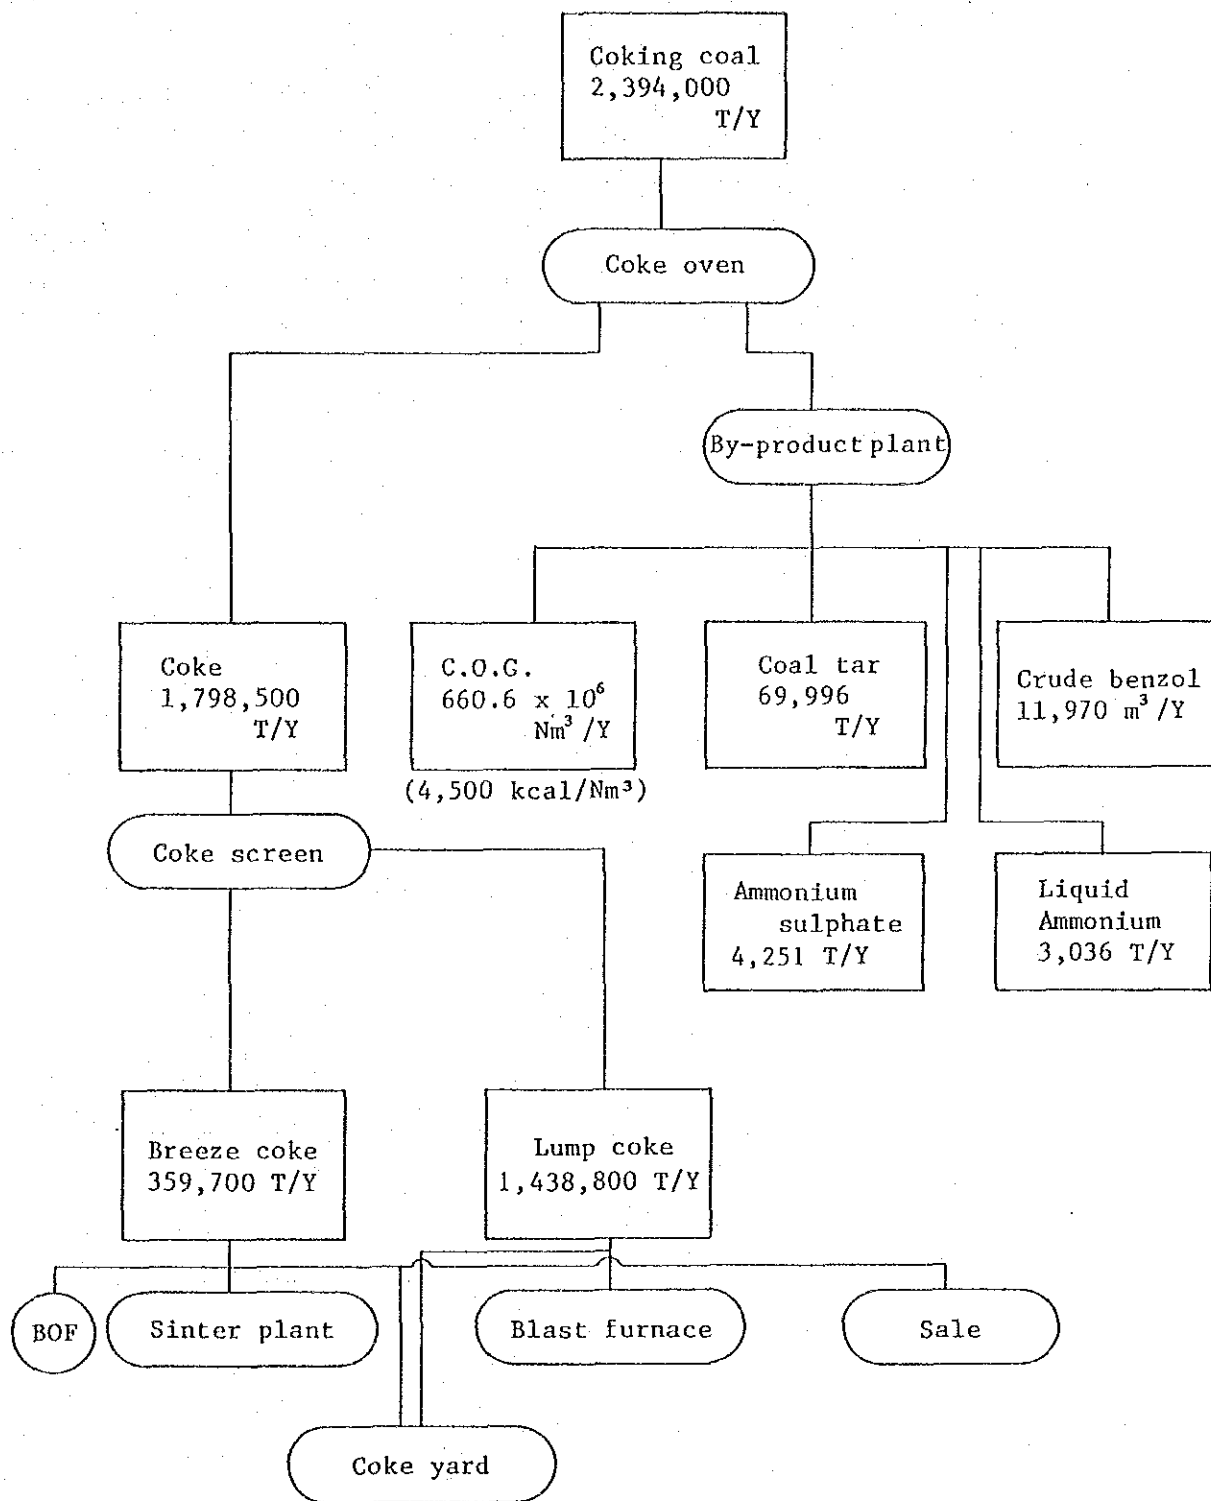 Coking coal
2,394,000
T/Y
Coke oven
By-product plant
Coke
1,798,500
T/Y
C.O.G.
660.6 x 10⁶
Nm³ /Y
(4,500 kcal/Nm³)
Coal tar
69,996
T/Y
Crude benzol
11,970 m³ /Y
Coke screen
Ammonium
sulphate
4,251 T/Y
Liquid
Ammonium
3,036 T/Y
Breeze coke
359,700 T/Y
Lump coke
1,438,800 T/Y
BOF
Sinter plant
Blast furnace
Sale
Coke yard